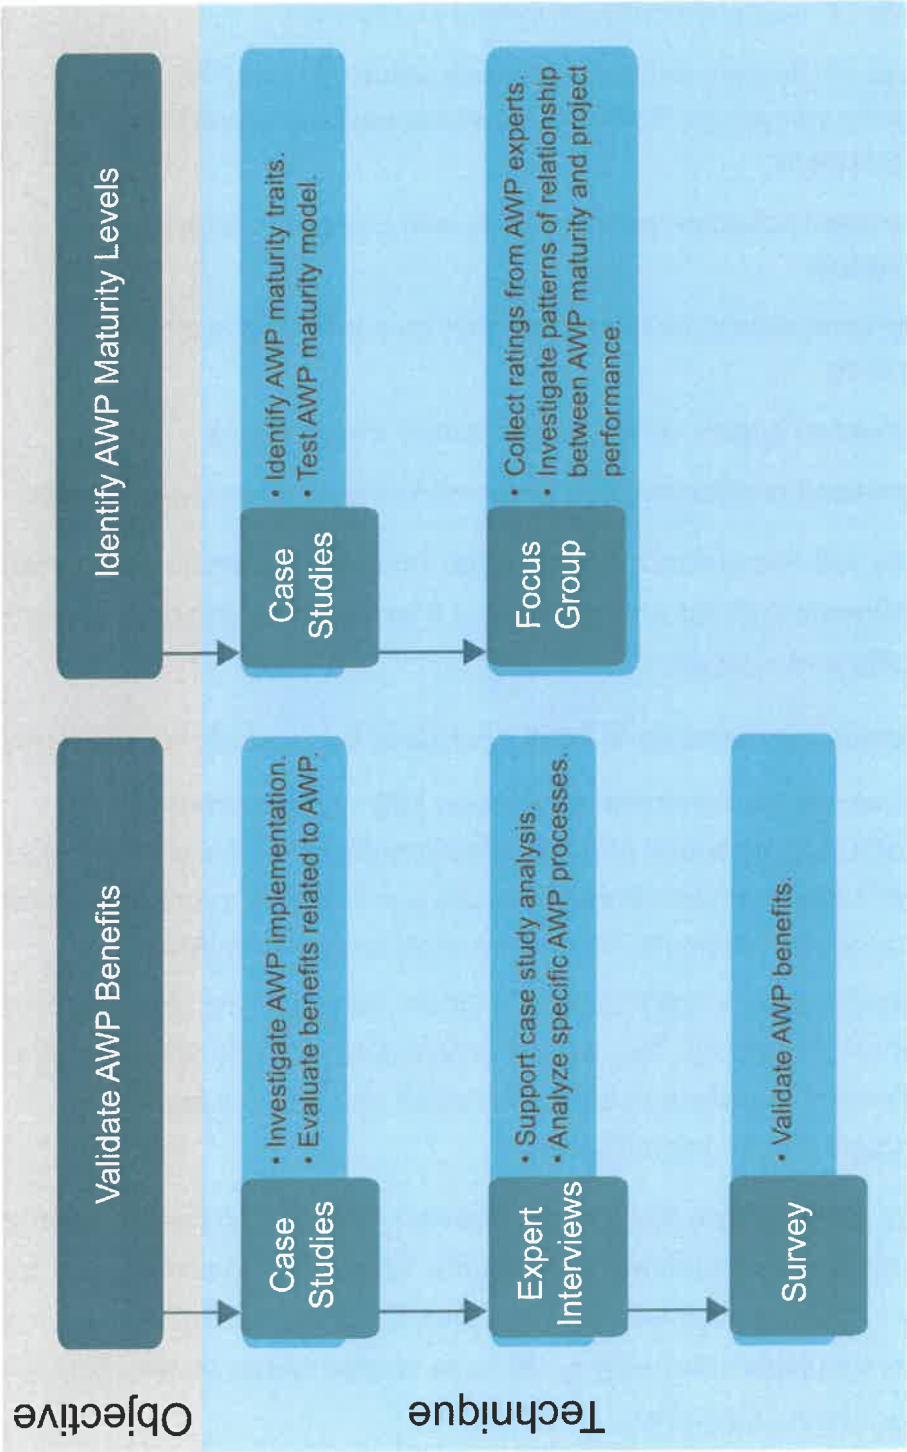 Objective
Validate AWP Benefits
Identify AWP Maturity Levels
Technique
Case
Studies
• Investigate AWP implementation.
• Evaluate benefits related to AWP.
Expert
Interviews
• Support case study analysis.
• Analyze specific AWP processes.
Survey
• Validate AWP benefits.
Case
Studies
• Identify AWP maturity traits.
• Test AWP maturity model.
Focus
Group
• Collect ratings from AWP experts.
• Investigate patterns of relationship
between AWP maturity and project
performance.